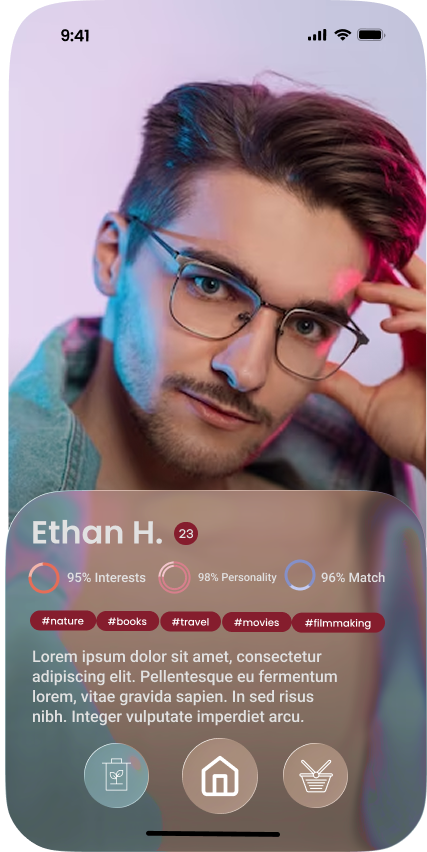 9:41
Ethan H. 23
95% Interests 98% Personality 96% Match
#nature #books #travel #movies #filmmaking
Lorem ipsum dolor sit amet, consectetur
adipiscing elit. Pellentesque eu fermentum
lorem, vitae gravida sapien. In sed risus
nibh. Integer vulputate imperdiet arcu.